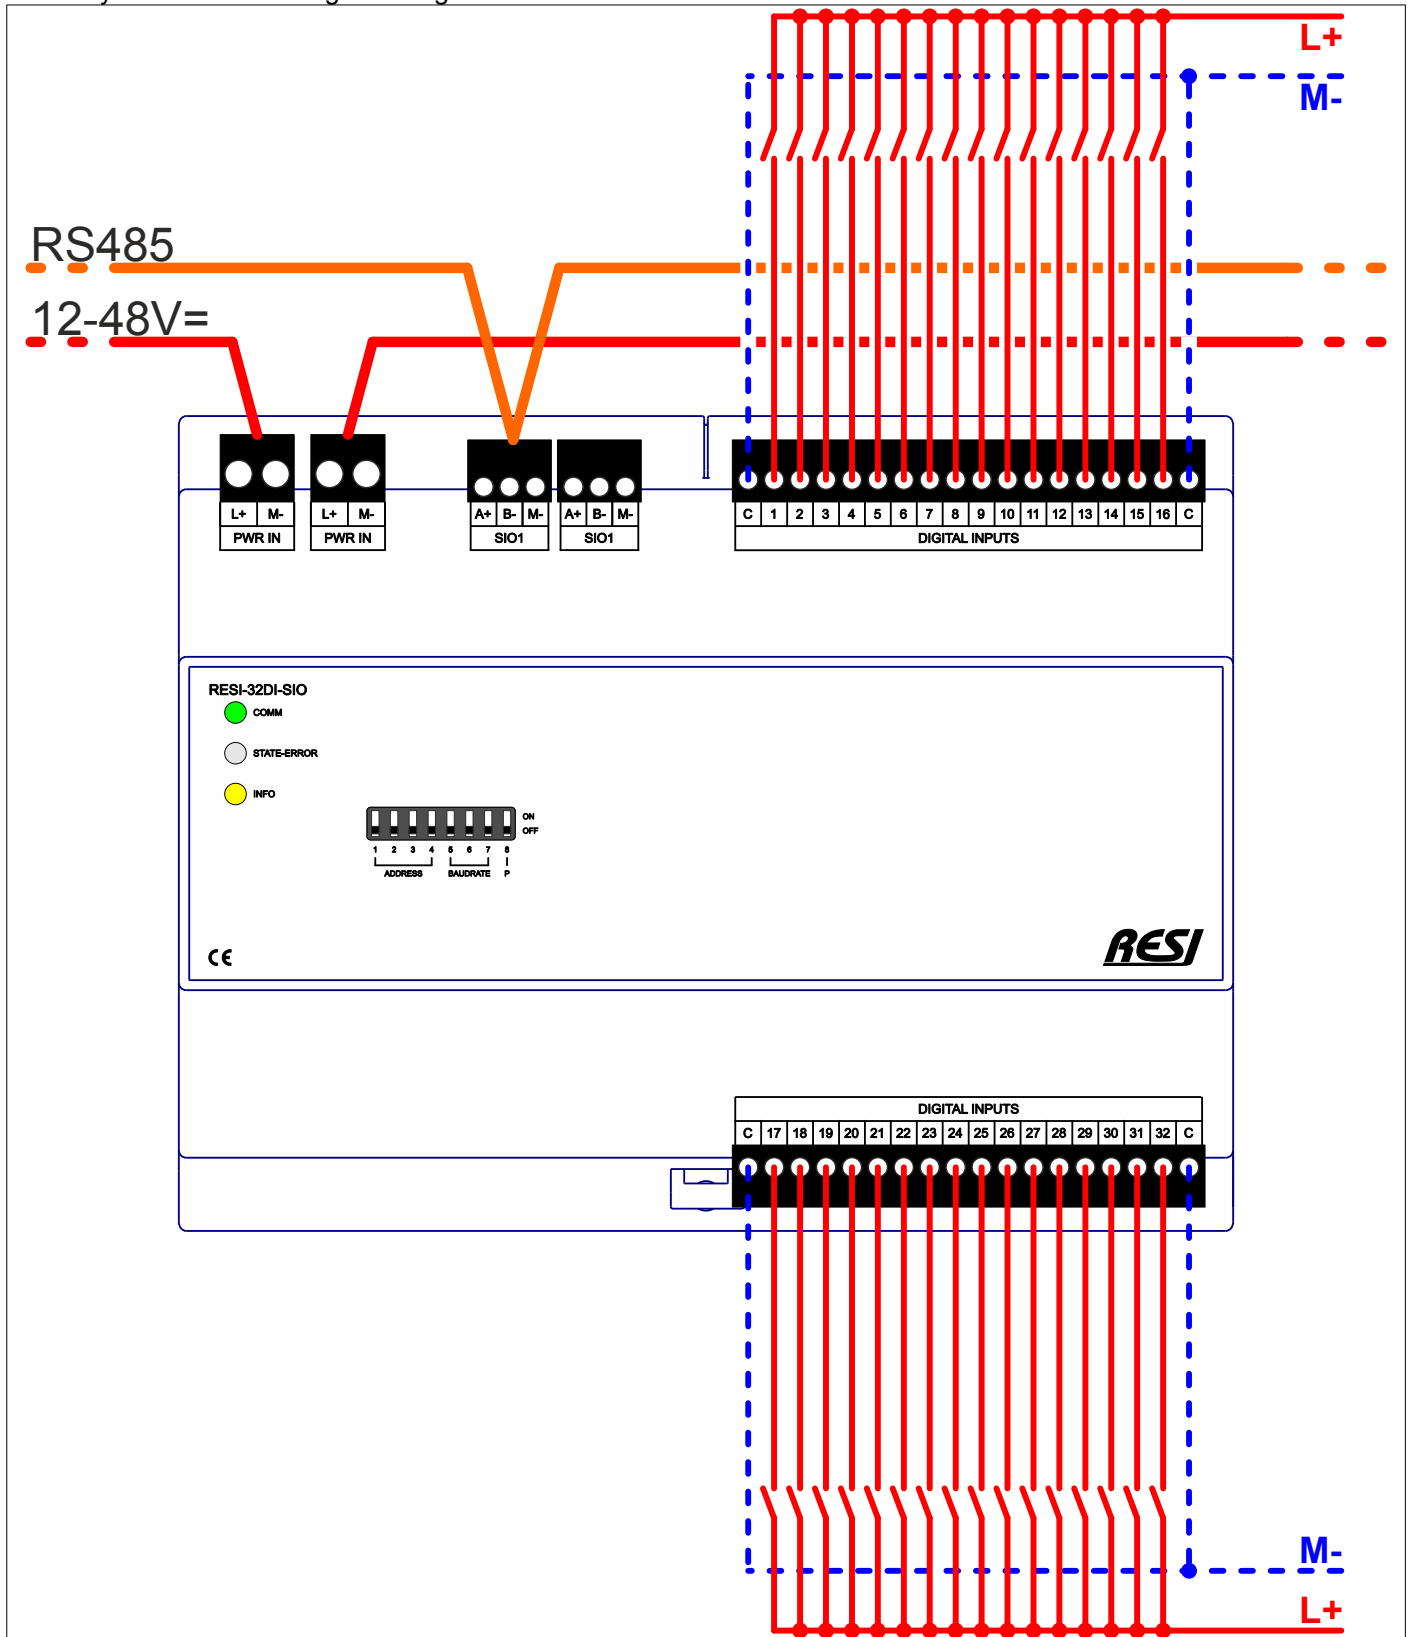 L+
M-
RS485
12-48V=
L+ M- L+ M- A+ B- M- A+ B- M- C 1 2 3 4 5 6 7 8 9 10 11 12 13 14 15 16 C
PWR IN PWR IN SIO1 SIO1 DIGITAL INPUTS
RESI-32DI-SIO
COMM
STATE-ERROR
INFO
ON
OFF
1 2 3 4 5 6 7 8
ADDRESS BAUDRATE P
CE RESI
DIGITAL INPUTS
C 17 18 19 20 21 22 23 24 25 26 27 28 29 30 31 32 C
M-
L+